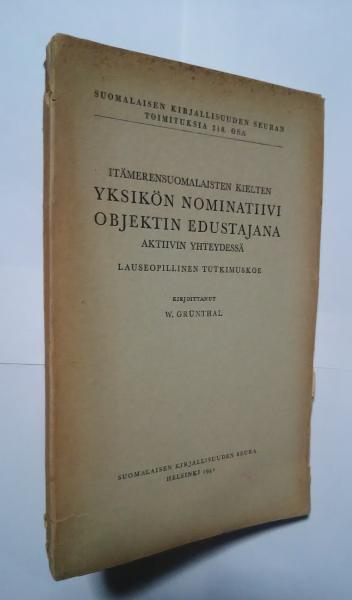 SUOMALAISEN KIRJALLISUUDEN SEURAN
TOIMITUKSIA 218. OSA
ITÄMERENSUOMALAISTEN KIELTEN
YKSIKÖN NOMINATIIVI
OBJEKTIN EDUSTAJANA
AKTIIVIN YHTEYDESSÄ
LAUSEOPILLINEN TUTKIMUSKOE
KIRJOITTANUT
W. GRÜNTHAL
SUOMALAISEN KIRJALLISUUDEN SEURA
HELSINKI 1941